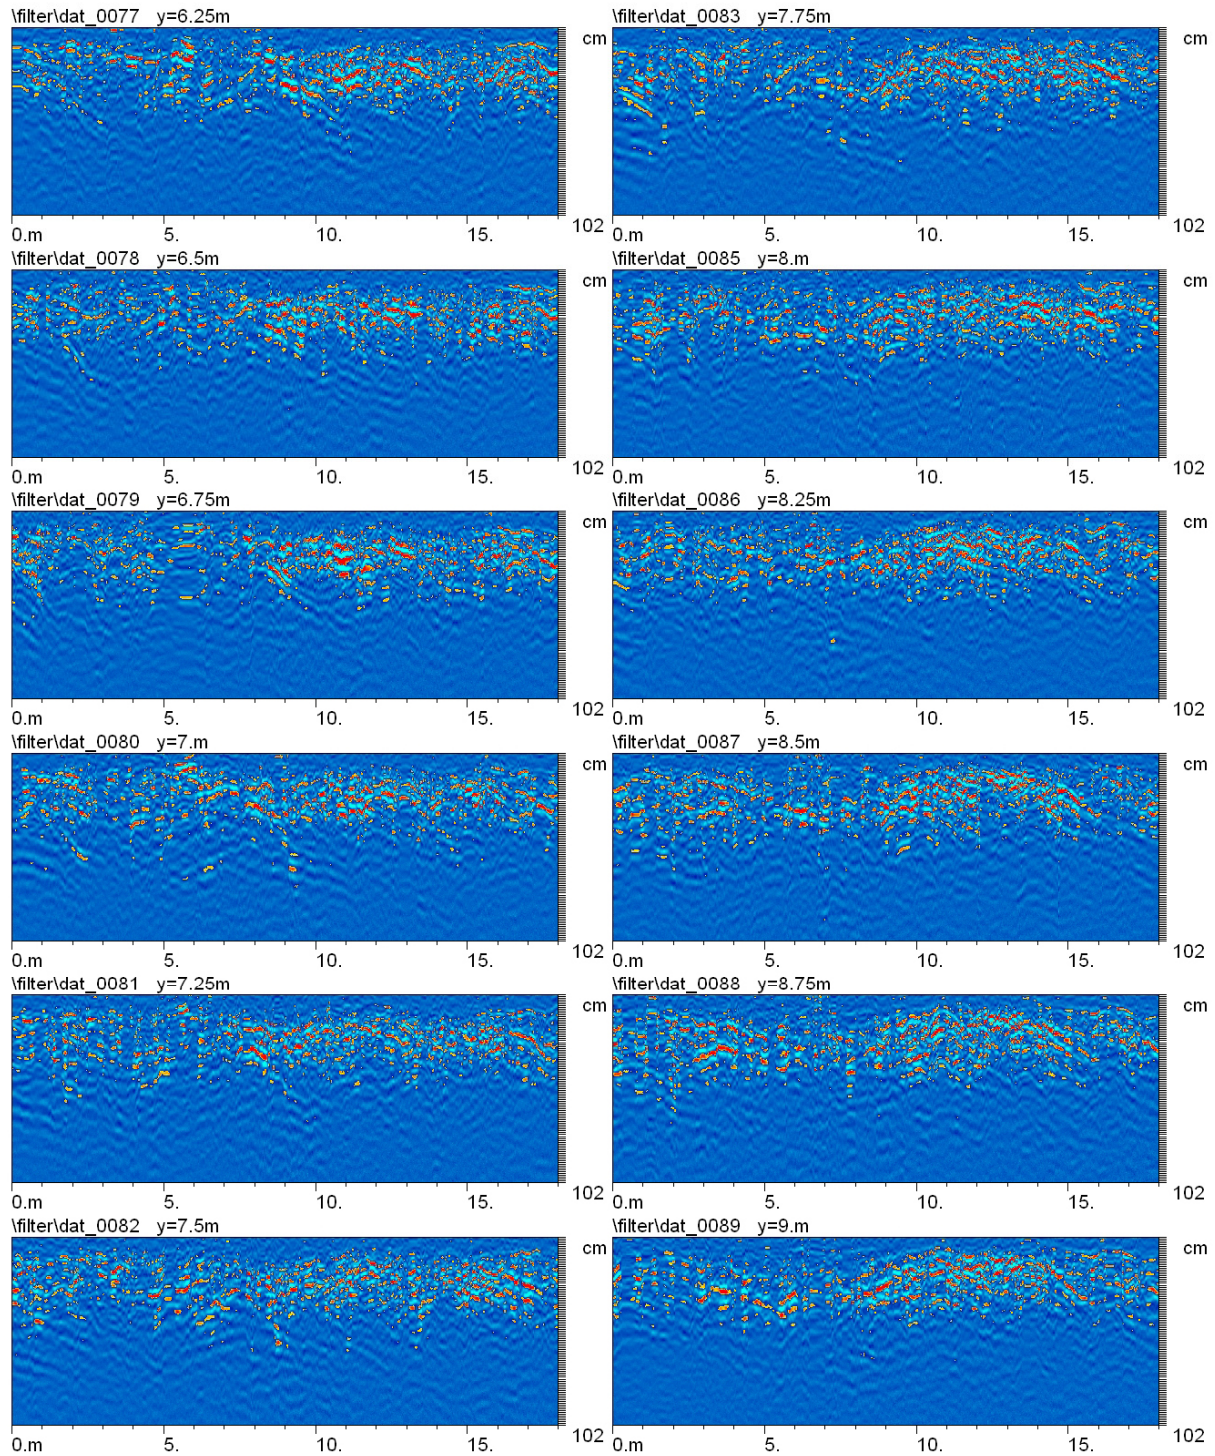 \filter\dat_0077 y=6.25m
cm
102
0.m 5. 10. 15.
\filter\dat_0078 y=6.5m
cm
102
0.m 5. 10. 15.
\filter\dat_0079 y=6.75m
cm
102
0.m 5. 10. 15.
\filter\dat_0080 y=7.m
cm
102
0.m 5. 10. 15.
\filter\dat_0081 y=7.25m
cm
102
0.m 5. 10. 15.
\filter\dat_0082 y=7.5m
cm
102
0.m 5. 10. 15.
\filter\dat_0083 y=7.75m
cm
102
0.m 5. 10. 15.
\filter\dat_0085 y=8.m
cm
102
0.m 5. 10. 15.
\filter\dat_0086 y=8.25m
cm
102
0.m 5. 10. 15.
\filter\dat_0087 y=8.5m
cm
102
0.m 5. 10. 15.
\filter\dat_0088 y=8.75m
cm
102
0.m 5. 10. 15.
\filter\dat_0089 y=9.m
cm
102
0.m 5. 10. 15.